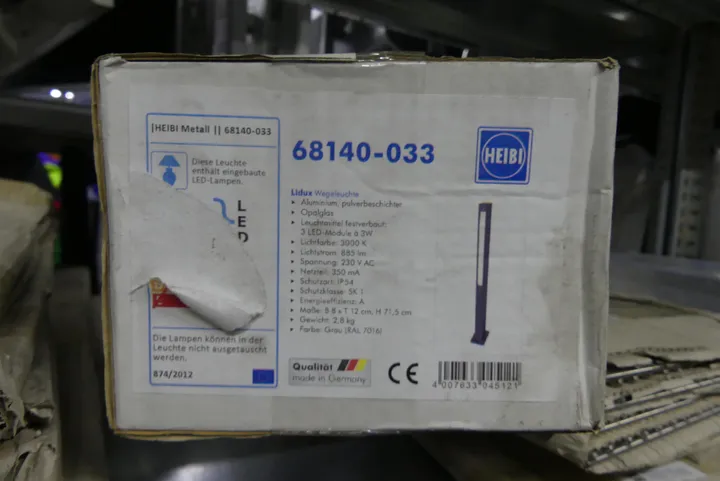 |HEIBI Metall || 68140-033
Diese Leuchte
enthält eingebaute
LED-Lampen.
L
E
D
Die Lampen können in der
Leuchte nicht ausgetauscht
werden.
874/2012
68140-033
HEIBI
Lidux Wegeleuchte
• Aluminium, pulverbeschichtet
• Opalglas
• Leuchtmittel festverbaut:
3 LED-Module à 3W
• Lichtfarbe: 3000 K
• Lichtstrom: 885 lm
• Spannung: 230 V AC
• Netzteil: 350 mA
• Schutzart: IP54
• Schutzklasse: SK 1
• Energieeffizienz: A
• Maße: B 8 x T 12 cm, H 71,5 cm
• Gewicht: 2,8 kg
• Farbe: Grau (RAL 7016)
Qualität
made in Germany
CE
4 007833 045121